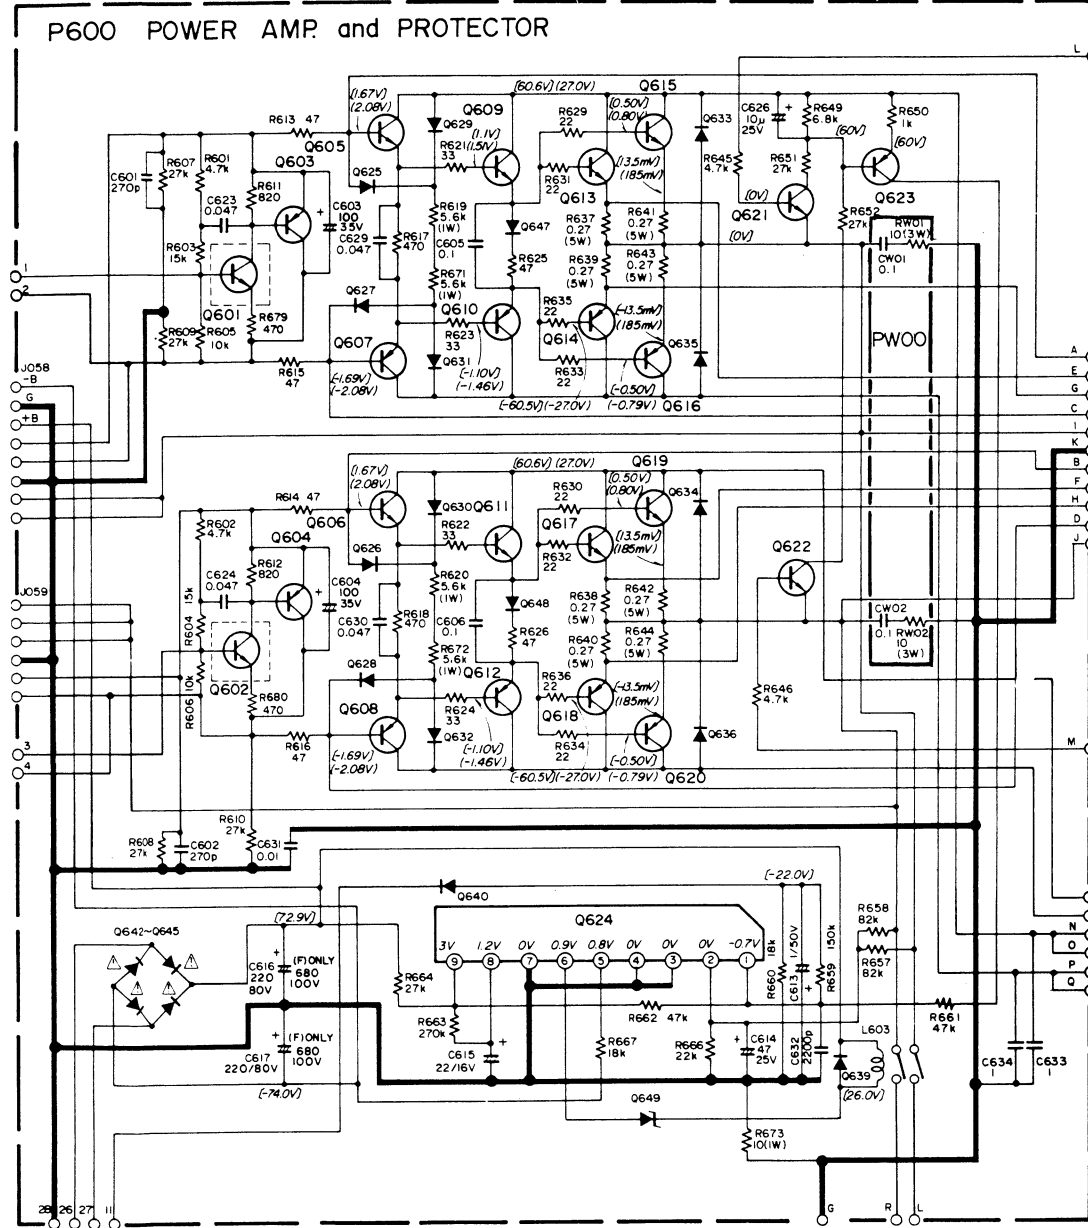 P600 POWER AMP. and PROTECTOR
L
[60.6V] (27.0V)
Q615
[1.67V]
(2.08V)
Q609
R629
22
[0.50V]
(0.80V)
Q633
C626
10µ
25V
+
R649
6.8k
R650
1k
[60V]
[60V]
R613 47
Q605
Q629
[1.1V]
(1.51V)
R621
33
C601
270p
R607
27k
R601
4.7k
Q603
Q625
R631
22
[13.5mV]
(185mV)
Q613
R645
4.7k
R651
27k
[0V]
Q621
Q623
C623
0.047
R611
820
+
C603
100
35V
C629
0.047
R617
470
R619
5.6k
(1W)
C605
0.1
Q647
R637
0.27
(5W)
R641
0.27
(5W)
[0V]
R652
27k
RW01
10(3W)
R603
15k
R671
5.6k
(1W)
R625
47
R639
0.27
(5W)
R643
0.27
(5W)
CW01
0.1
1
2
Q601
Q627
Q610
R635
22
[-13.5mV]
(185mV)
R609
27k
R605
10k
R679
470
R623
33
Q607
Q631
Q614
R633
22
Q635
PW00
J058
-B
G
+B
R615
47
[-1.69V]
(-2.08V)
[-1.10V]
(-1.46V)
[-60.5V] (-27.0V)
[-0.50V]
(-0.79V)
Q616
A
E
G
C
I
K
B
F
H
D
J
[1.67V]
(2.08V)
[60.6V] (27.0V)
Q619
R630
22
[0.50V]
(0.80V)
Q634
R614 47
Q606
Q630
Q611
R622
33
R602
4.7k
Q604
Q617
[13.5mV]
(185mV)
Q626
R632
22
Q622
C624
0.047
R612
820
+
C604
100
35V
C630
0.047
R618
470
R620
5.6k
(1W)
C606
0.1
Q648
R638
0.27
(5W)
R642
0.27
(5W)
J059
R604 15k
R672
5.6k
(1W)
R626
47
R640
0.27
(5W)
R644
0.27
(5W)
CW02
0.1
RW02
10
(3W)
Q602
Q628
Q612
R636
22
[-13.5mV]
(185mV)
R606 10k
R680
470
Q608
R624
33
Q618
R646
4.7k
Q632
R634
22
Q636
3
4
R616
47
[-1.69V]
(-2.08V)
[-1.10V]
(-1.46V)
[-60.5V] (-27.0V)
[-0.50V]
(-0.79V)
Q620
M
R610
27k
R608
27k
C602
270p
C631
0.01
Q640
[-22.0V]
[72.9V]
Q624
Q642~Q645
3V 1.2V 0V 0.9V 0.8V 0V 0V 0V -0.7V
9 8 7 6 5 4 3 2 1
R658
82k
R657
82k
N
O
P
Q
C616
220
80V
+
(F) ONLY
680
100V
R664
27k
R660 18k
C613 1/50V
+
R659 150k
R663
270k
R662 47k
R661
47k
+
C617
220/80V
(F) ONLY
680
100V
[-74.0V]
C615
22/16V
+
R667
18k
R666
22k
+
C614
47
25V
C632
2200p
L603
Q639
[26.0V]
C634
1
C633
1
Q649
R673
10(1W)
28 26 27 11
G
R
L